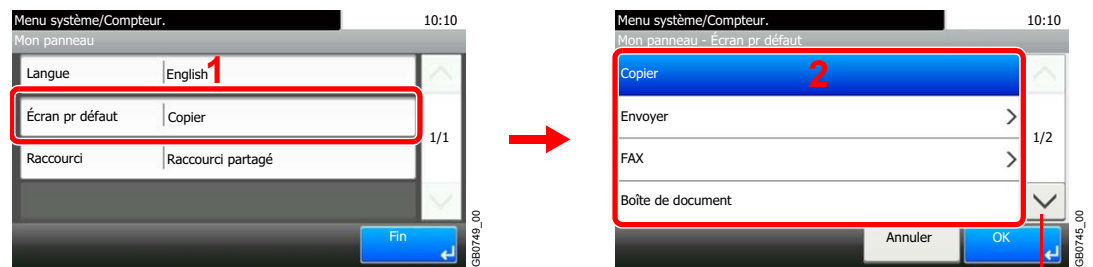 Menu système/Compteur. 10:10
Mon panneau
Langue English
1
Écran pr défaut Copier
1/1
Raccourci Raccourci partagé
Fin
GB0749_00
Menu système/Compteur. 10:10
Mon panneau - Écran pr défaut
Copier
2
Envoyer
1/2
FAX
Boîte de document
Annuler OK
GB0745_00